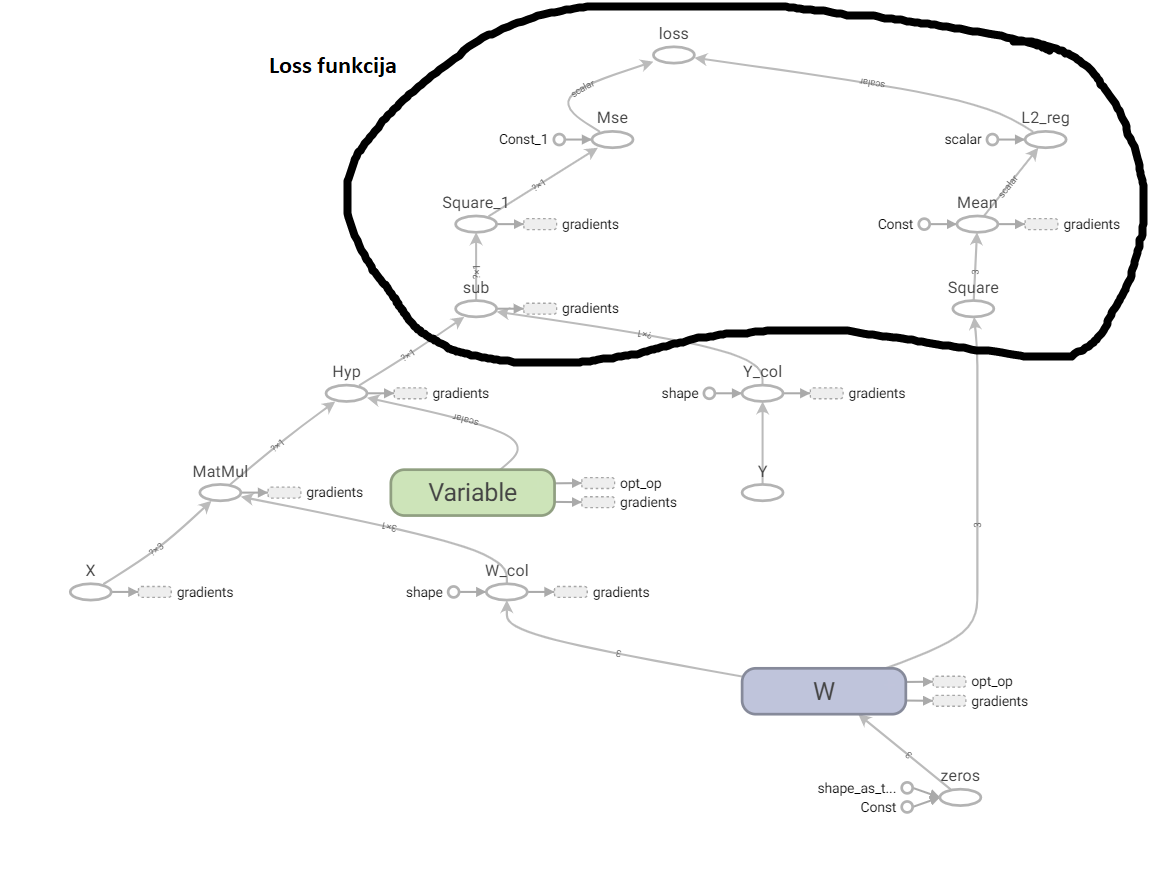 loss
Loss funkcija
scalar
scalar
Mse
L2_reg
Const_1
scalar
?×1
scalar
Square_1
Mean
gradients
Const
gradients
?×1
3
sub
Square
gradients
?×1
?×1
Hyp
Y_col
gradients
shape
gradients
scalar
?×1
MatMul
Y
gradients
Variable
opt_op
gradients
3×1
3
?×3
X
W_col
gradients
shape
gradients
3
W
opt_op
gradients
3
zeros
shape_as_t...
Const